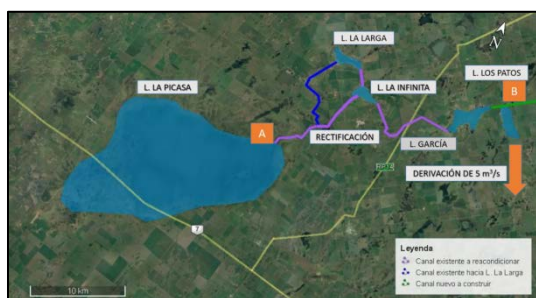 L. LA LARGA
N
L. LOS PATOS
L. LA PICASA
L. LA INFINITA
B
A
RECTIFICACIÓN
L. GARCÍA
DERIVACIÓN DE 5 m³/s
7
Leyenda
Canal existente a reacondicionar
Canal existente hacia L. La Larga
Canal nuevo a construir
10 km